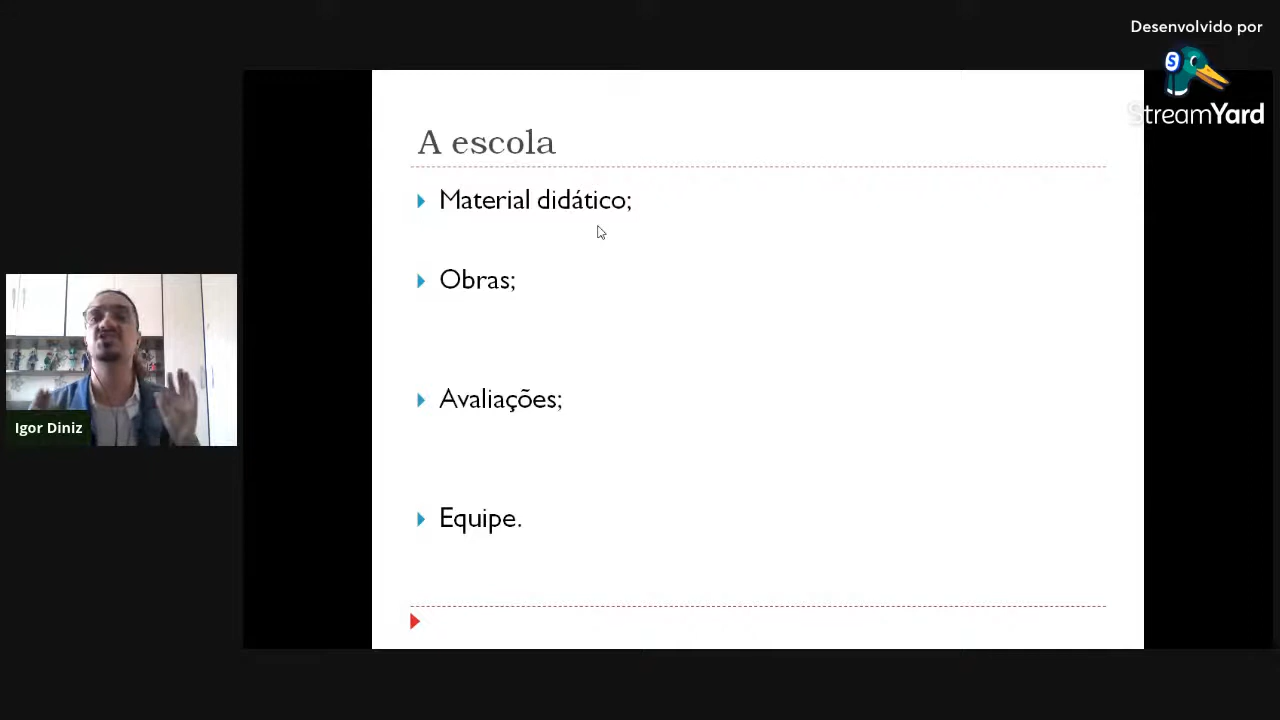 Desenvolvido por
StreamYard
A escola
Material didático;
Obras;
Avaliações;
Equipe.
Igor Diniz